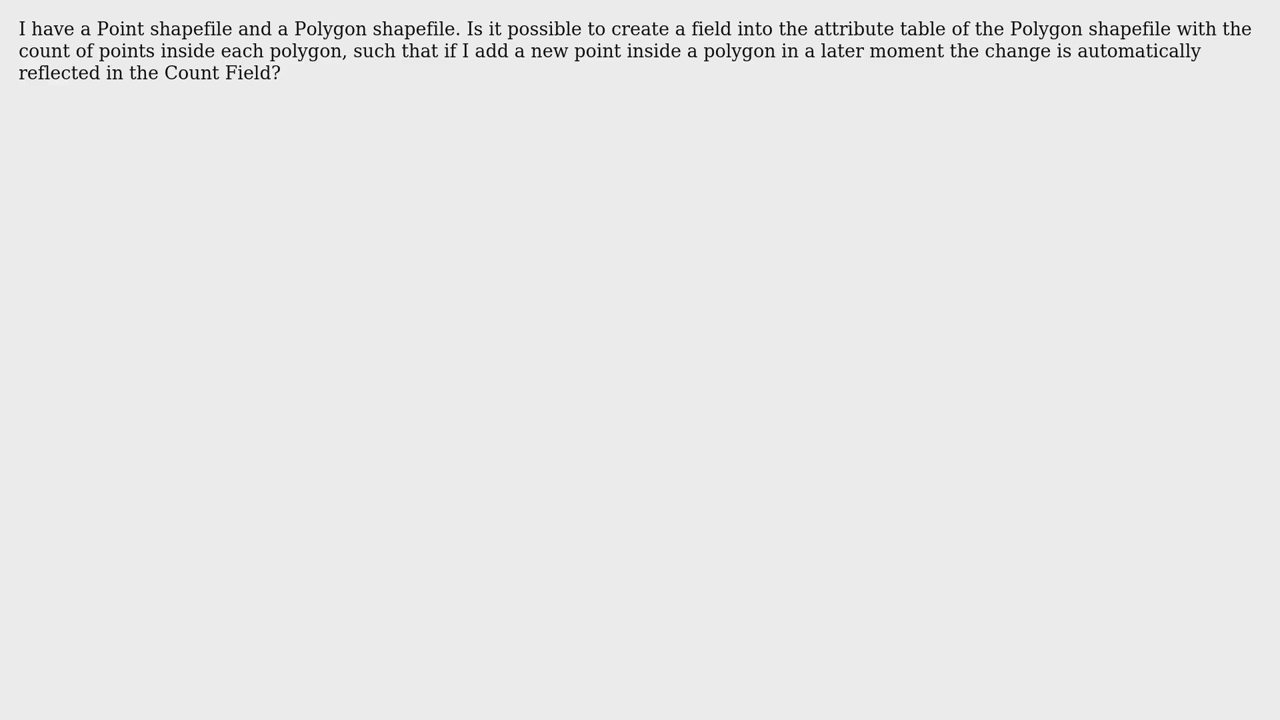 I have a Point shapefile and a Polygon shapefile. Is it possible to create a field into the attribute table of the Polygon shapefile with the
count of points inside each polygon, such that if I add a new point inside a polygon in a later moment the change is automatically
reflected in the Count Field?